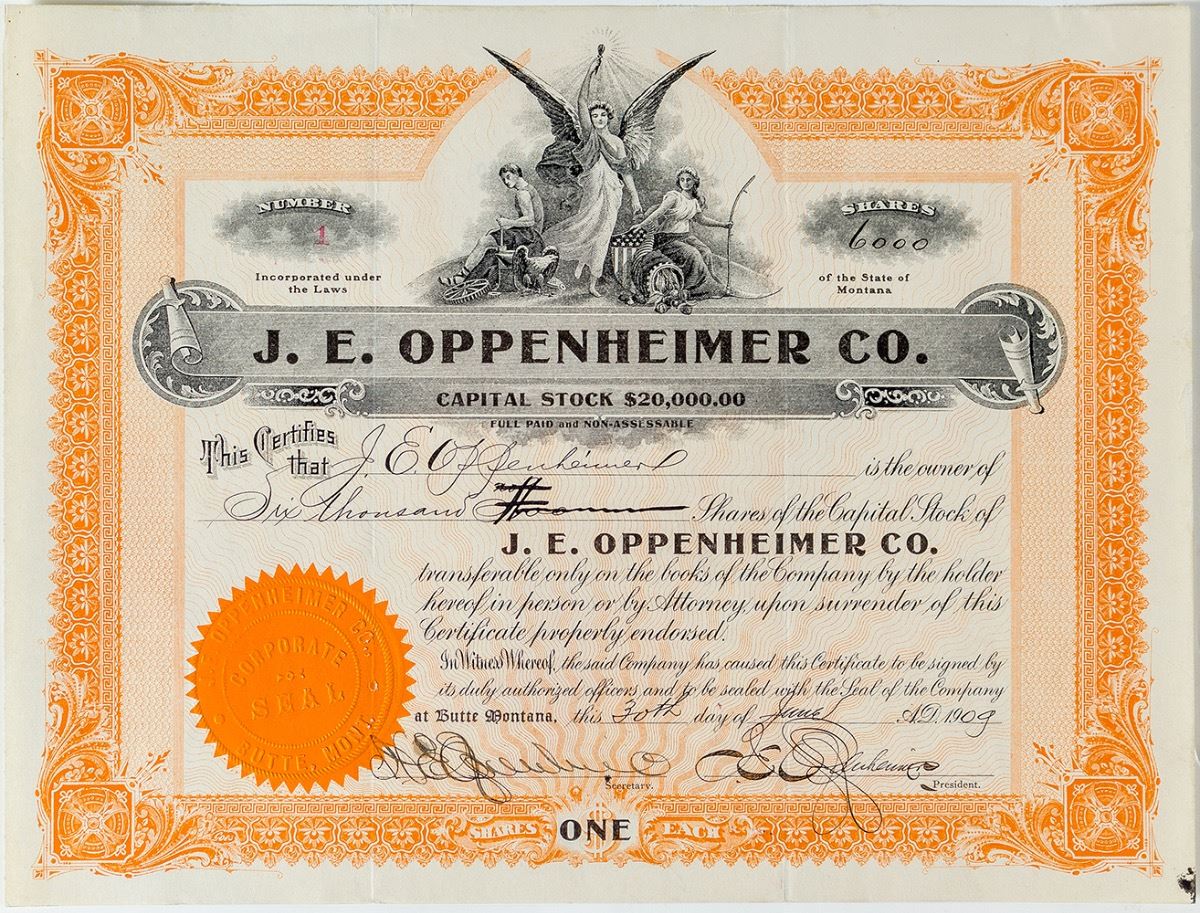 NUMBER
1
Incorporated under
the Laws
SHARES
6000
of the State of
Montana
J. E. OPPENHEIMER CO.
CAPITAL STOCK $20,000.00
FULL PAID and NON-ASSESSABLE
This Certifies that J. E. Oppenheimer is the owner of
Six thousand Shares of the Capital Stock of
J. E. OPPENHEIMER CO.
transferable only on the books of the Company by the holder
hereof in person or by Attorney, upon surrender of this
Certificate properly endorsed.
In Witness Whereof, the said Company has caused this Certificate to be signed by
its duly authorized officers and to be sealed with the Seal of the Company
at Butte Montana, this 30th day of June A.D. 1909
J. E. Oppenheimer
Secretary.
President.
J. E. OPPENHEIMER CO.
CORPORATE
SEAL
BUTTE, MONT.
SHARES ONE EACH